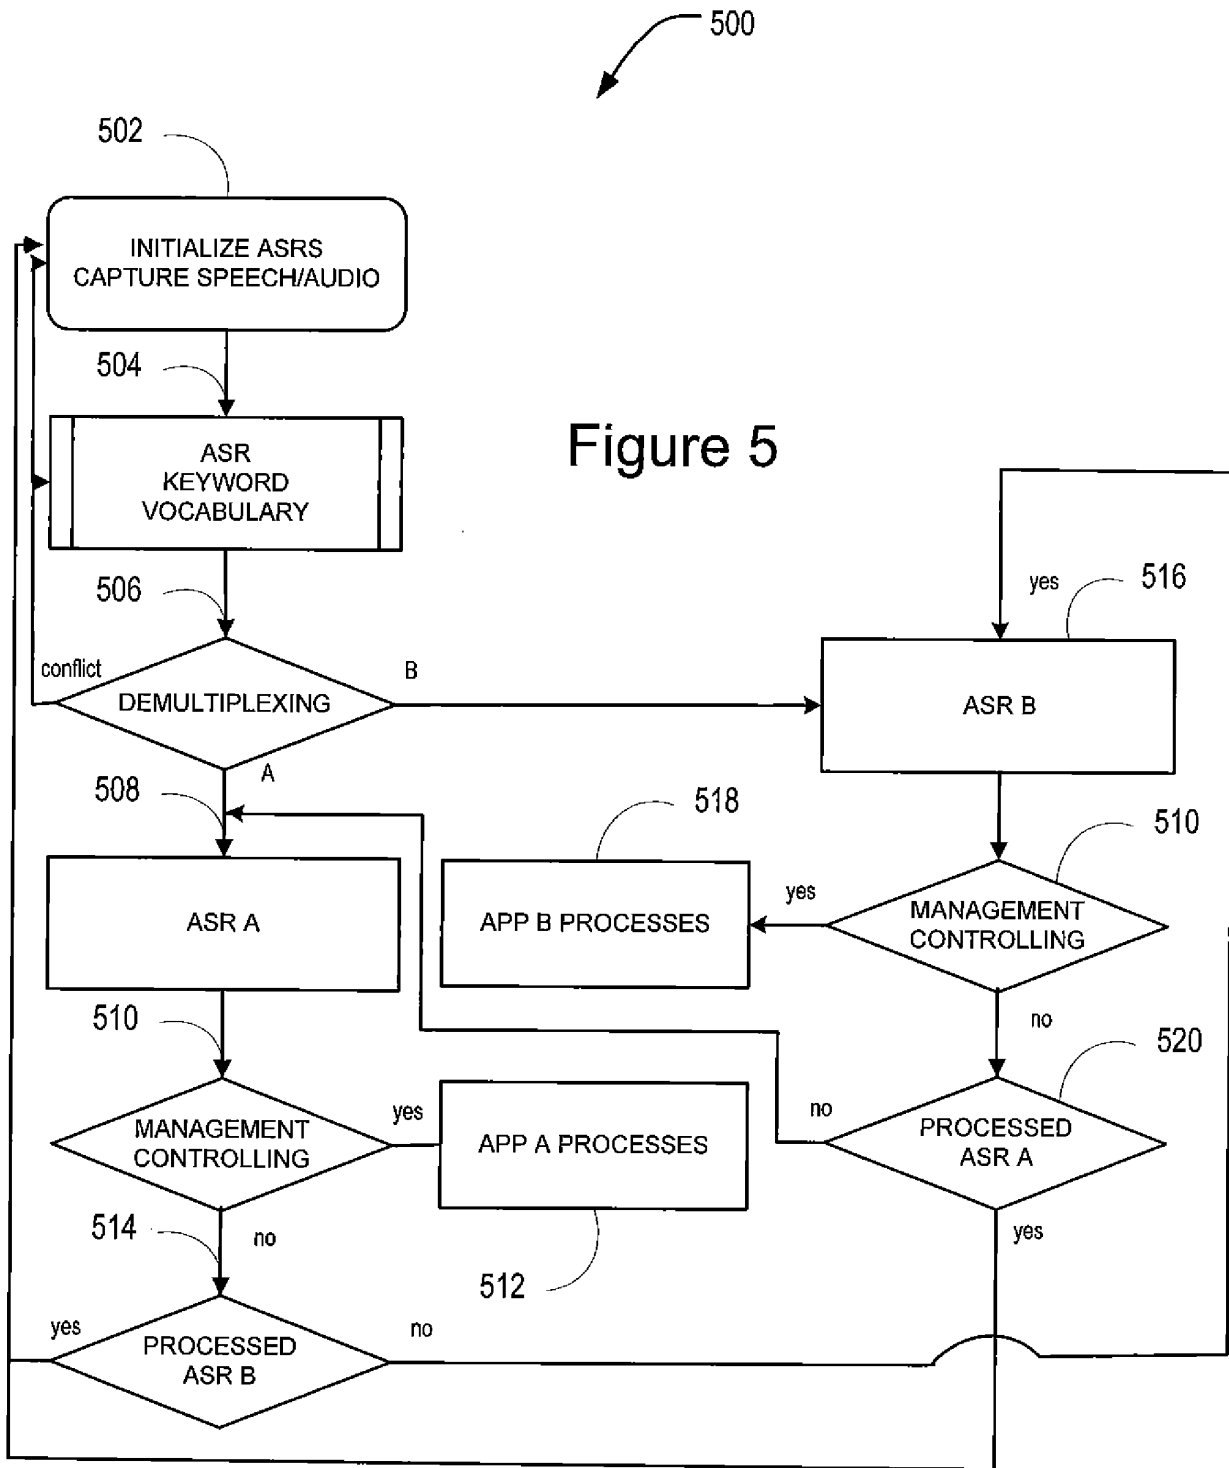 500
502
INITIALIZE ASRS
CAPTURE SPEECH/AUDIO
504
ASR
KEYWORD
VOCABULARY
Figure 5
506
conflict
DEMULTIPLEXING
B
A
yes
516
ASR B
508
ASR A
518
APP B PROCESSES
yes
510
MANAGEMENT
CONTROLLING
no
510
MANAGEMENT
CONTROLLING
yes
APP A PROCESSES
512
no
520
PROCESSED
ASR A
yes
514
no
yes
PROCESSED
ASR B
no